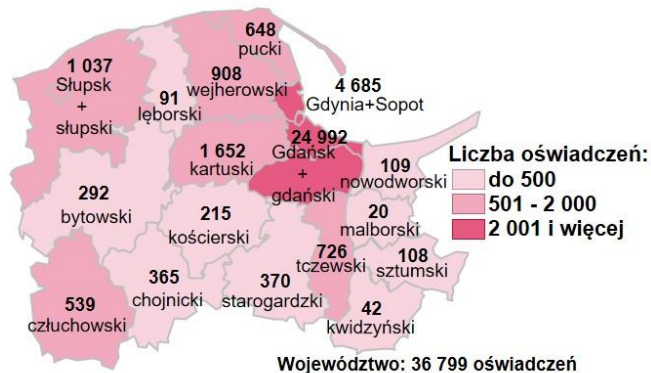 648
pucki
1 037
Słupsk
+
słupski
91
lęborski
908
wejherowski
4 685
Gdynia+Sopot
24 992
Gdańsk
+
gdański
1 652
kartuski
109
nowodworski
292
bytowski
215
kościerski
20
malborski
726
tczewski
108
sztumski
539
człuchowski
365
chojnicki
370
starogardzki
42
kwidzyński
Liczba oświadczeń:
do 500
501 - 2 000
2 001 i więcej
Województwo: 36 799 oświadczeń